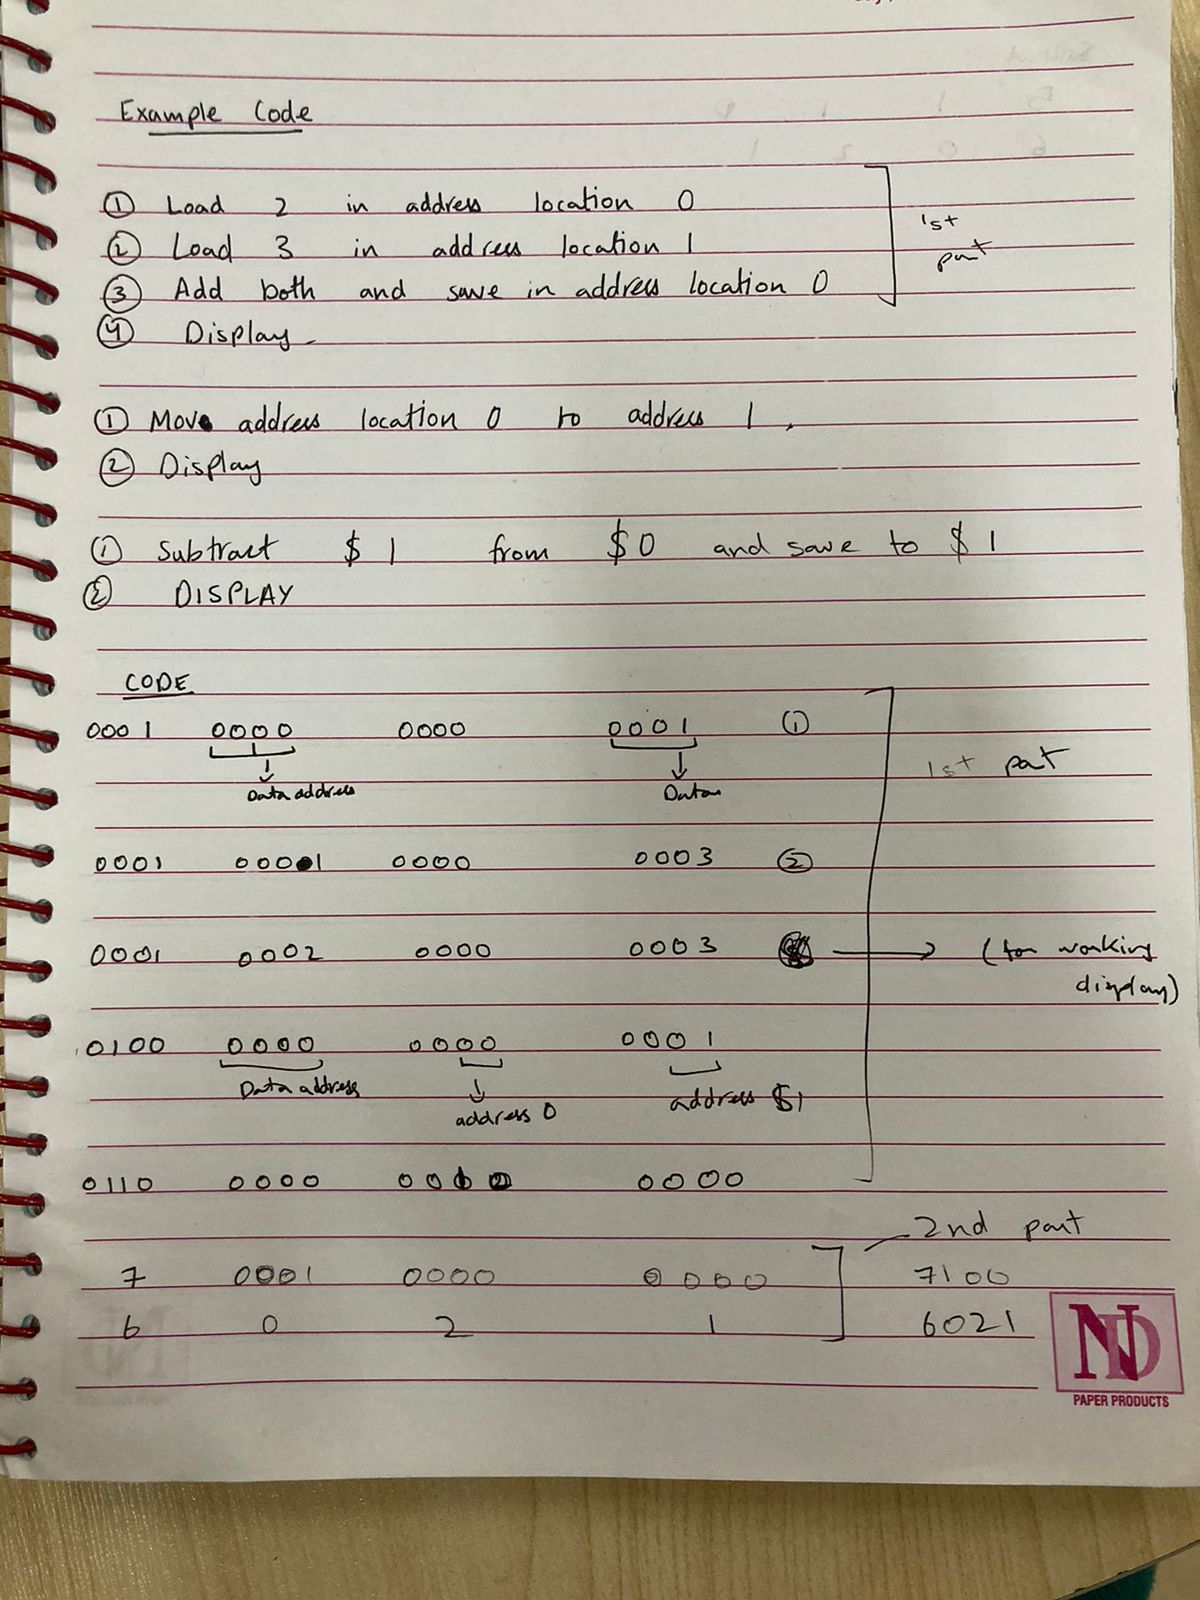 Example Code
① Load 2 in address location 0
② Load 3 in address location 1
1st
part
③ Add both and save in address location 0
④ Display
① Move address location 0 to address 1.
② Display
① Subtract $1 from $0 and save to $1
② DISPLAY
CODE
0001 0000 0000 0001 ①
1st part
Data address Data
0001 0001 0000 0003 ②
0001 0002 0000 0003 (for working
display)
0100 0000 0000 0001
Data address address 0 address $1
0110 0000 0000
2nd part
7 0001 0000 0000 7100
6 0 2 1 6021
ND
PAPER PRODUCTS